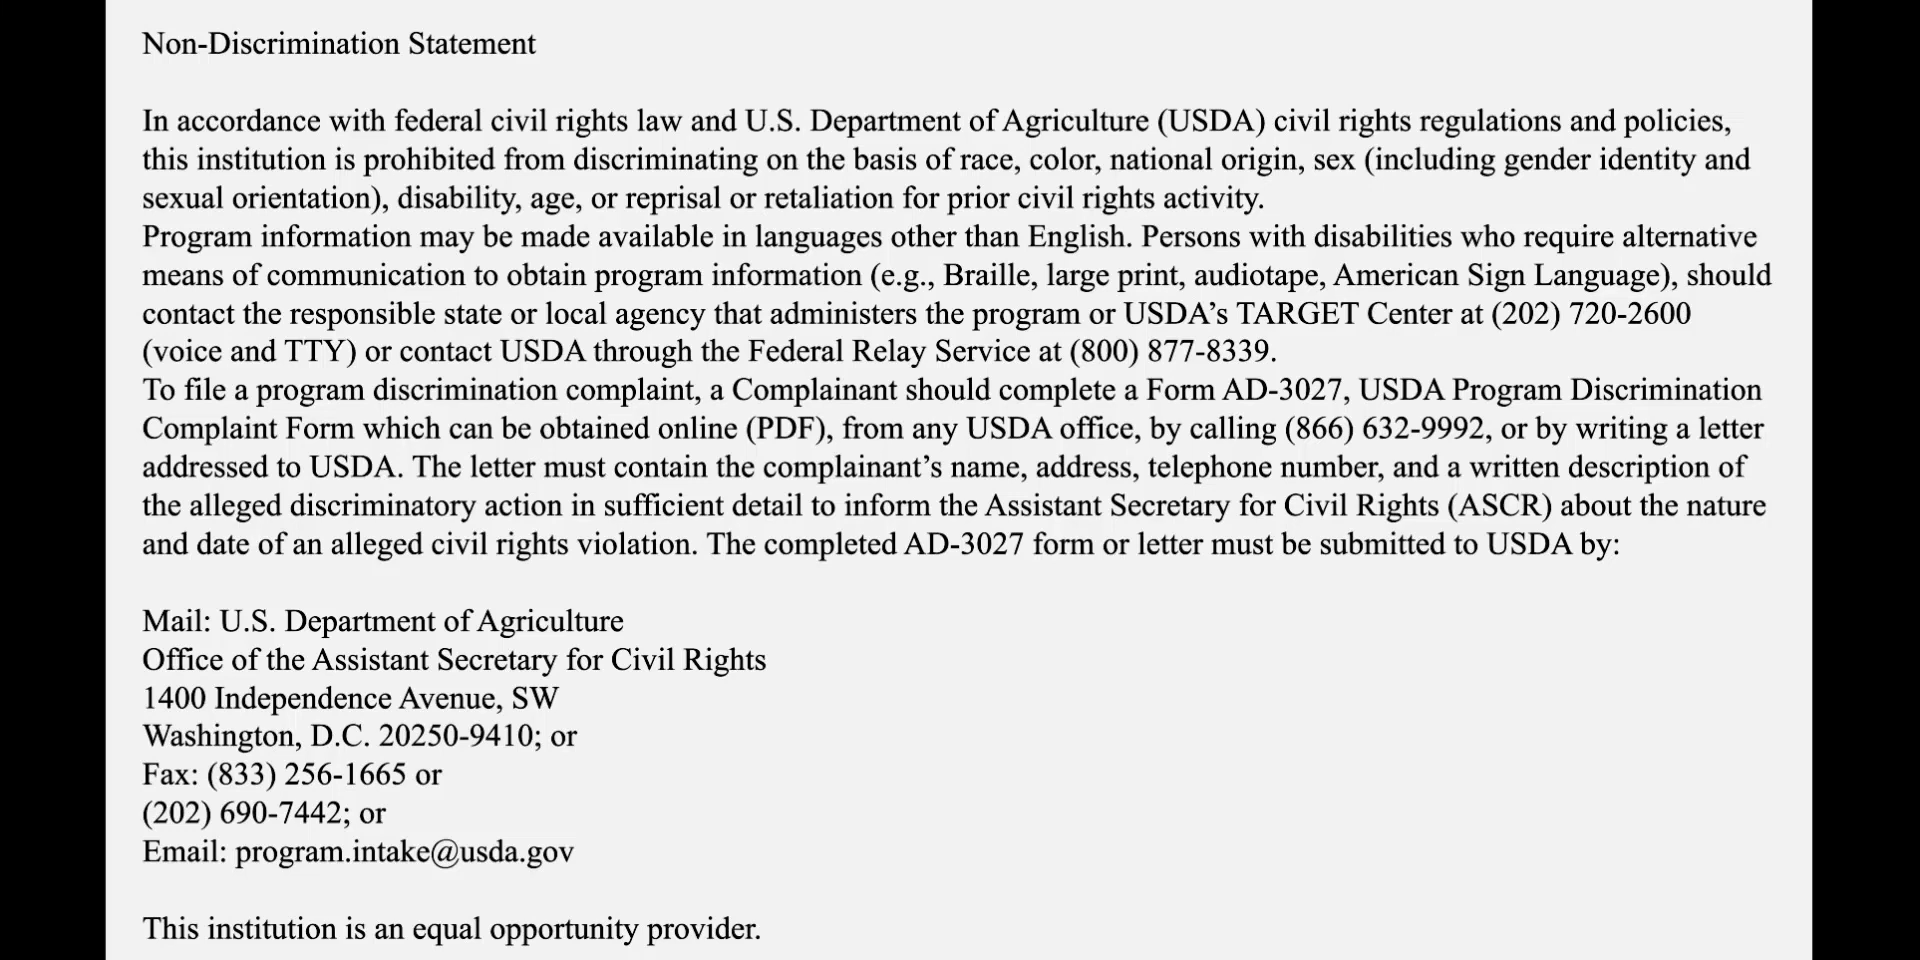 Non-Discrimination Statement
In accordance with federal civil rights law and U.S. Department of Agriculture (USDA) civil rights regulations and policies,
this institution is prohibited from discriminating on the basis of race, color, national origin, sex (including gender identity and
sexual orientation), disability, age, or reprisal or retaliation for prior civil rights activity.
Program information may be made available in languages other than English. Persons with disabilities who require alternative
means of communication to obtain program information (e.g., Braille, large print, audiotape, American Sign Language), should
contact the responsible state or local agency that administers the program or USDA’s TARGET Center at (202) 720-2600
(voice and TTY) or contact USDA through the Federal Relay Service at (800) 877-8339.
To file a program discrimination complaint, a Complainant should complete a Form AD-3027, USDA Program Discrimination
Complaint Form which can be obtained online (PDF), from any USDA office, by calling (866) 632-9992, or by writing a letter
addressed to USDA. The letter must contain the complainant’s name, address, telephone number, and a written description of
the alleged discriminatory action in sufficient detail to inform the Assistant Secretary for Civil Rights (ASCR) about the nature
and date of an alleged civil rights violation. The completed AD-3027 form or letter must be submitted to USDA by:
Mail: U.S. Department of Agriculture
Office of the Assistant Secretary for Civil Rights
1400 Independence Avenue, SW
Washington, D.C. 20250-9410; or
Fax: (833) 256-1665 or
(202) 690-7442; or
Email: program.intake@usda.gov
This institution is an equal opportunity provider.